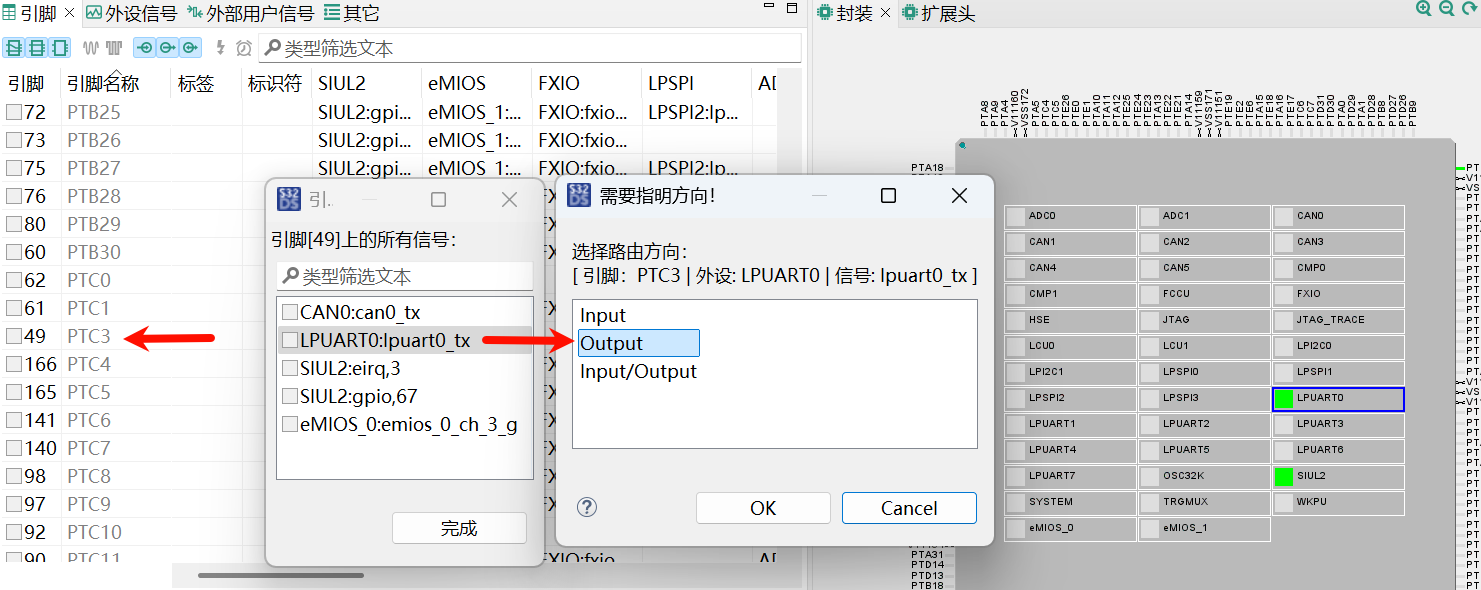 引脚 外设信号 外部用户信号 其它
类型筛选文本
引脚 引脚名称 标签 标识符 SIUL2 eMIOS FXIO LPSPI AD
72 PTB25 SIUL2:gpi... eMIOS_1:... FXIO:fxio... LPSPI2:lp...
73 PTB26 SIUL2:gpi... eMIOS_1:... FXIO:fxio...
75 PTB27 SIUL2:gpi... eMIOS_1:... FXIO:fxio... LPSPI2:lp...
76 PTB28
80 PTB29
60 PTB30
62 PTC0
61 PTC1
49 PTC3
166 PTC4
165 PTC5
141 PTC6
140 PTC7
98 PTC8
97 PTC9
92 PTC10
90 PTC11
引..
引脚[49]上的所有信号:
类型筛选文本
CAN0:can0_tx
LPUART0:lpuart0_tx
SIUL2:eirq,3
SIUL2:gpio,67
eMIOS_0:emios_0_ch_3_g
完成
需要指明方向!
选择路由方向:
[ 引脚: PTC3 | 外设: LPUART0 | 信号: lpuart0_tx ]
Input
Output
Input/Output
OK Cancel
封装 扩展头
PTA8 PTA9 PTA4 V11160 VSS172 PTA5 PTC4 PTC5 PTE26 PTE0 PTE1 PTA10 PTA11 PTA12 PTE25 PTE24 PTE23 PTA13 PTE22 PTE21 PTA14 V11159 VSS171 V11151 PTE19 PTE2 PTE6 PTA15 PTE18 PTA16 PTE17 PTC6 PTC7 PTD31 PTD30 PTA0 PTD29 PTA1 PTD28 PTB8 PTD27 PTD26 PTB9
PTA18
ADC0 ADC1 CAN0
CAN1 CAN2 CAN3
CAN4 CAN5 CMP0
CMP1 FCCU FXIO
HSE JTAG JTAG_TRACE
LCU0 LCU1 LPI2C0
LPI2C1 LPSPI0 LPSPI1
LPSPI2 LPSPI3 LPUART0
LPUART1 LPUART2 LPUART3
LPUART4 LPUART5 LPUART6
LPUART7 OSC32K SIUL2
SYSTEM TRGMUX WKPU
eMIOS_0 eMIOS_1
PTA31
PTD14
PTD13
PTB18